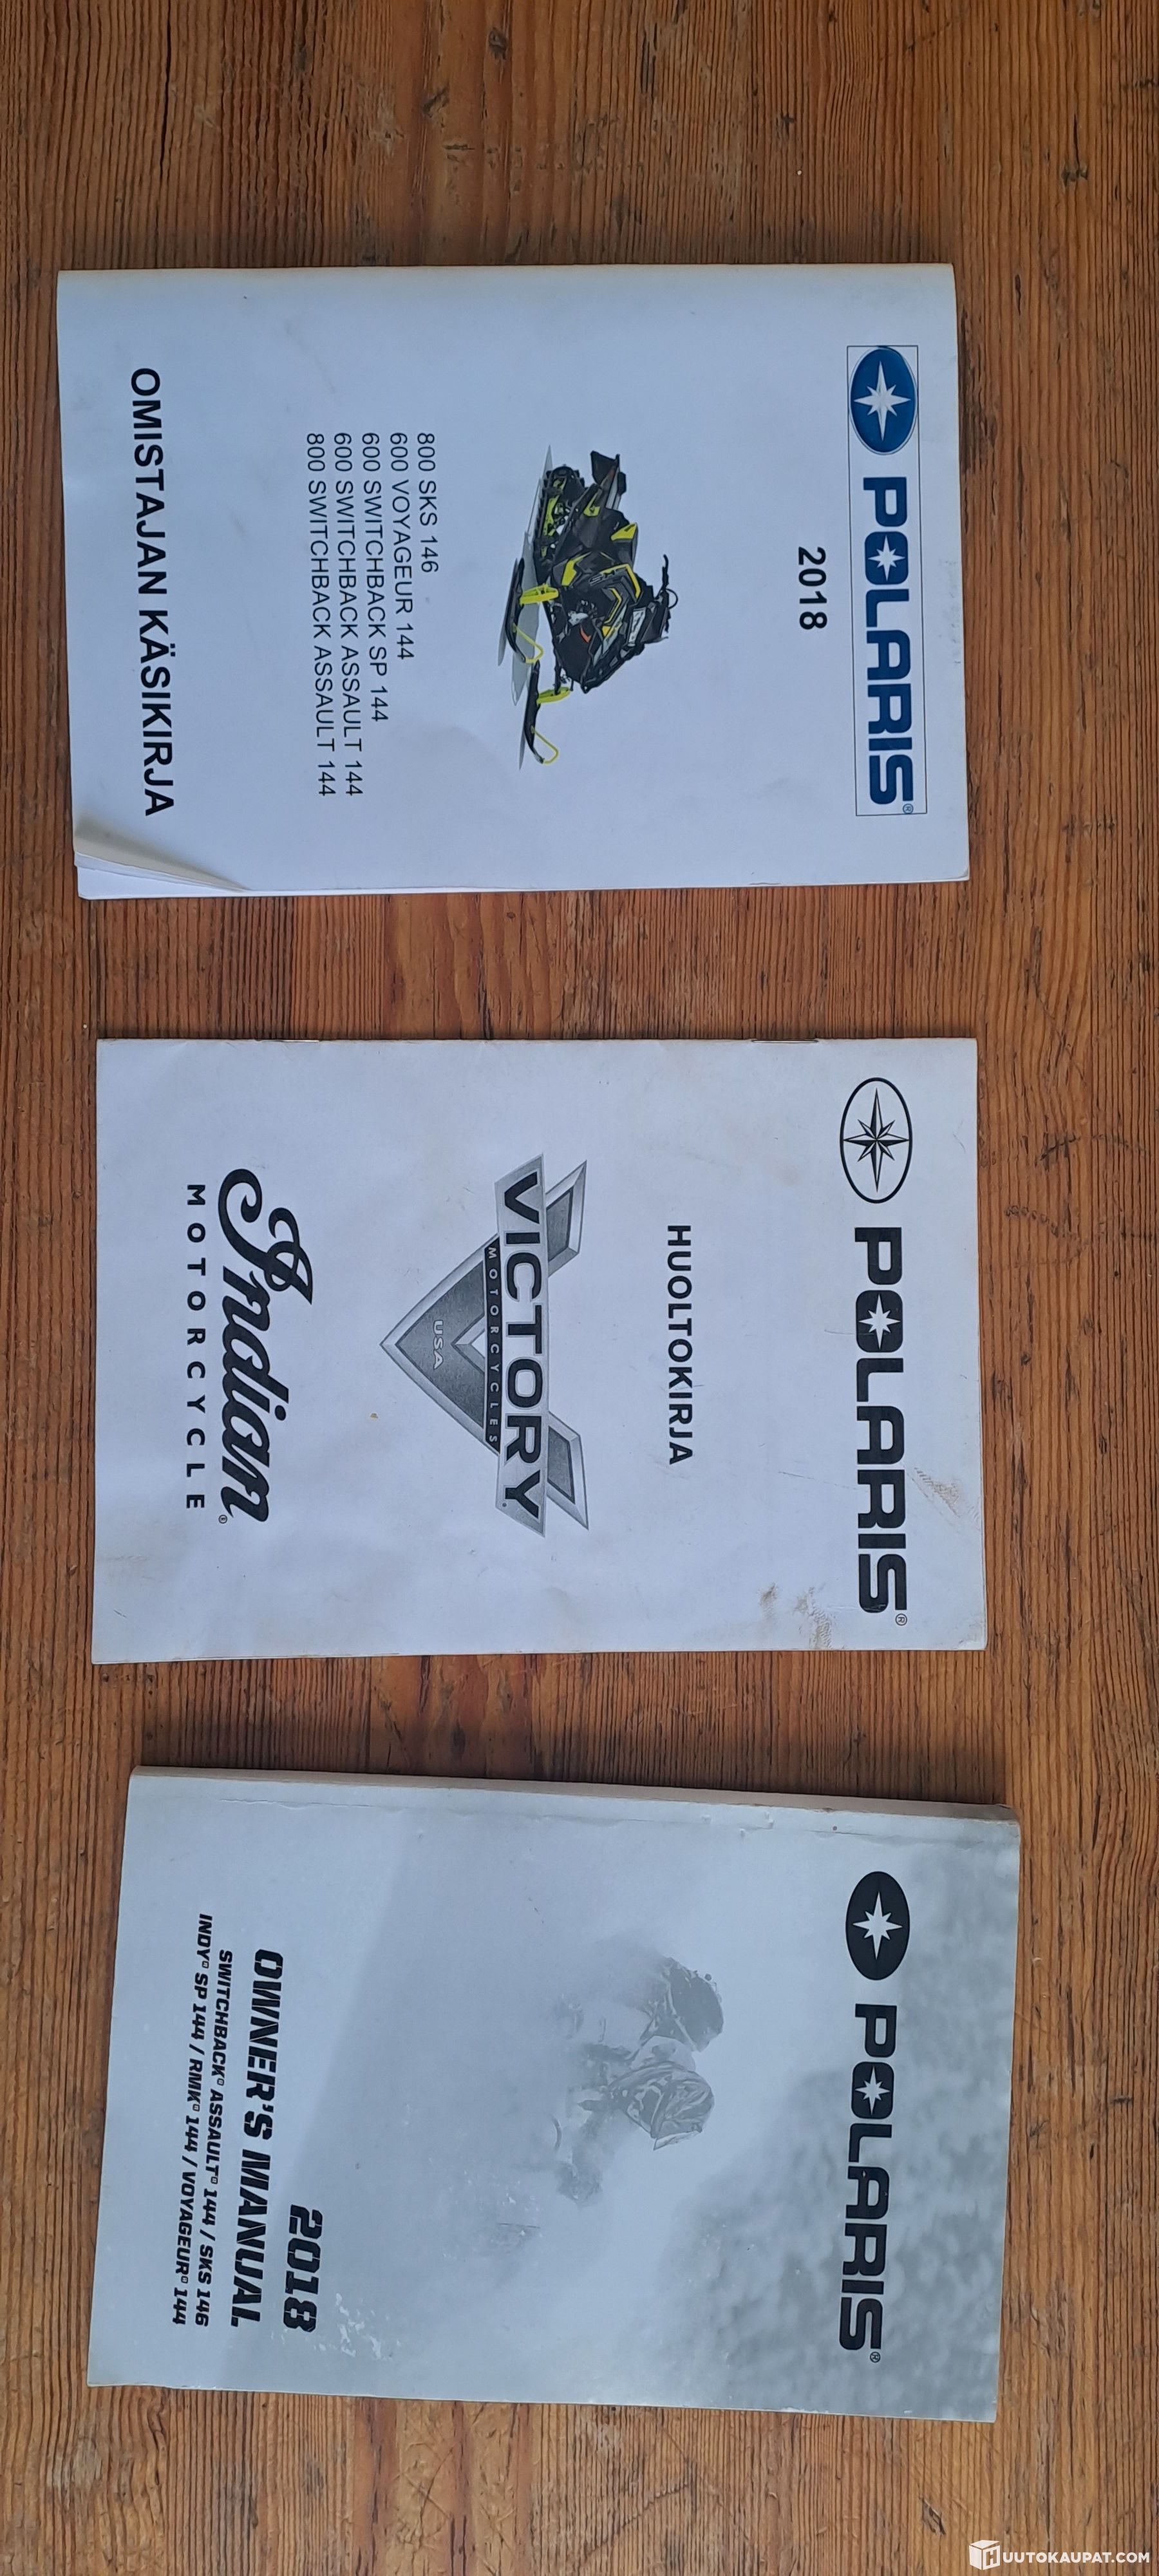 POLARIS®
2018
800 SKS 146
600 VOYAGEUR 144
600 SWITCHBACK SP 144
600 SWITCHBACK ASSAULT 144
800 SWITCHBACK ASSAULT 144
OMISTAJAN KÄSIKIRJA
POLARIS®
HUOLTOKIRJA
VICTORY
MOTORCYCLES
USA
Indian
MOTORCYCLE®
POLARIS®
2018
OWNER'S MANUAL
SWITCHBACK® ASSAULT® 144 / SKS 146
INDY® SP 144 / RMK® 144 / VOYAGEUR® 144
HUUTOKAUPAT.COM